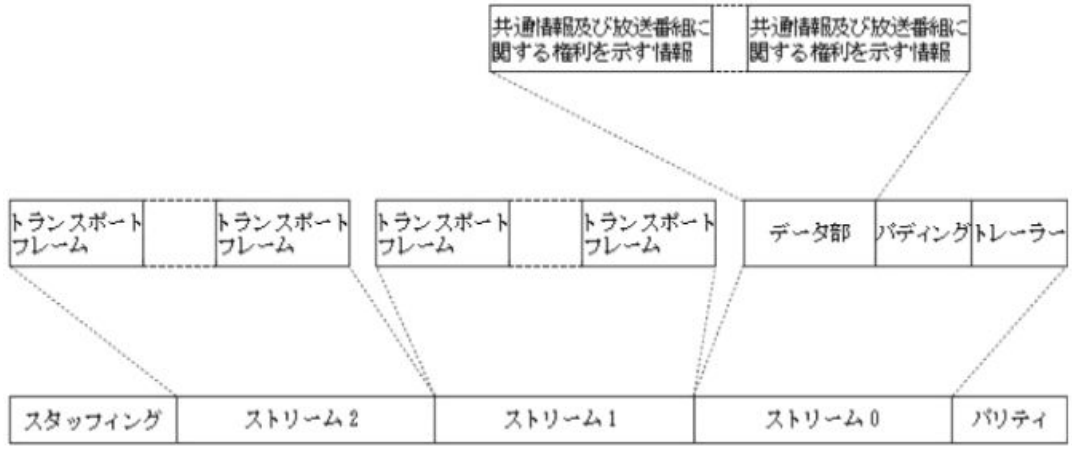 共通情報及び放送番組に
関する権利を示す情報
共通情報及び放送番組に
関する権利を示す情報
トランスポート
フレーム
トランスポート
フレーム
トランスポート
フレーム
トランスポート
フレーム
データ部
パディング
トレーラー
スタッフィング
ストリーム2
ストリーム1
ストリーム0
パリティ